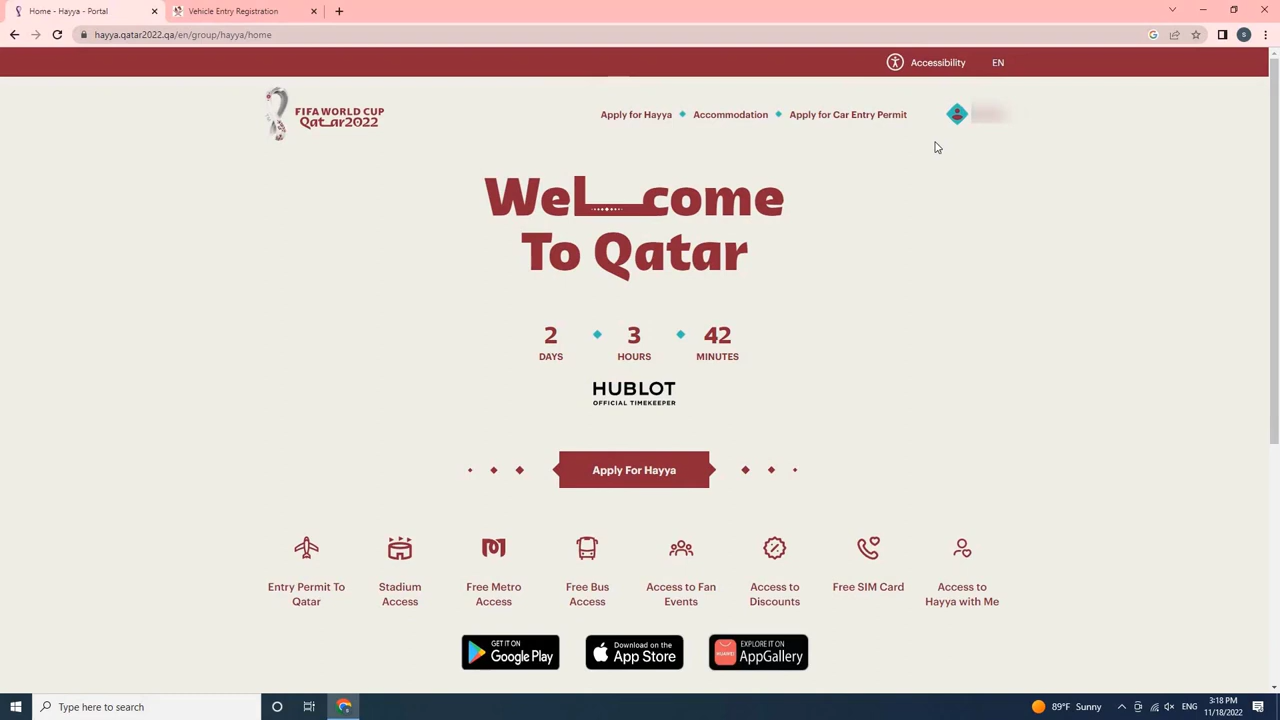 Home - Hayya - Portal
Vehicle Entry Registration
hayya.qatar2022.qa/en/group/hayya/home
S
Accessibility
EN
FIFA WORLD CUP
Qatar2022
Apply for Hayya
Accommodation
Apply for Car Entry Permit
Welcome
To Qatar
2
3
42
DAYS
HOURS
MINUTES
HUBLOT
OFFICIAL TIMEKEEPER
Apply For Hayya
Entry Permit To
Qatar
Stadium
Access
Free Metro
Access
Free Bus
Access
Access to Fan
Events
Access to
Discounts
Free SIM Card
Access to
Hayya with Me
GET IT ON
Google Play
Download on the
App Store
HUAWEI
EXPLORE IT ON
AppGallery
Type here to search
89°F Sunny
ENG
3:18 PM
11/18/2022